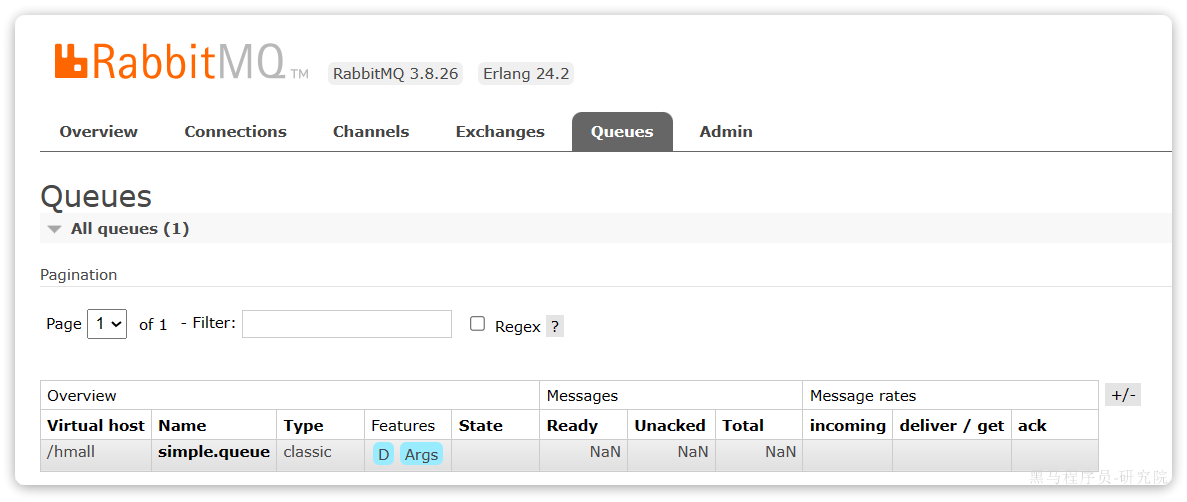 RabbitMQ TM RabbitMQ 3.8.26 Erlang 24.2
Overview Connections Channels Exchanges Queues Admin
Queues
All queues (1)
Pagination
Page 1 of 1 - Filter: Regex ?
Overview Messages Message rates +/-
Virtual host Name Type Features State Ready Unacked Total incoming deliver / get ack
/hmall simple.queue classic D Args NaN NaN NaN
黑马程序员-研究院